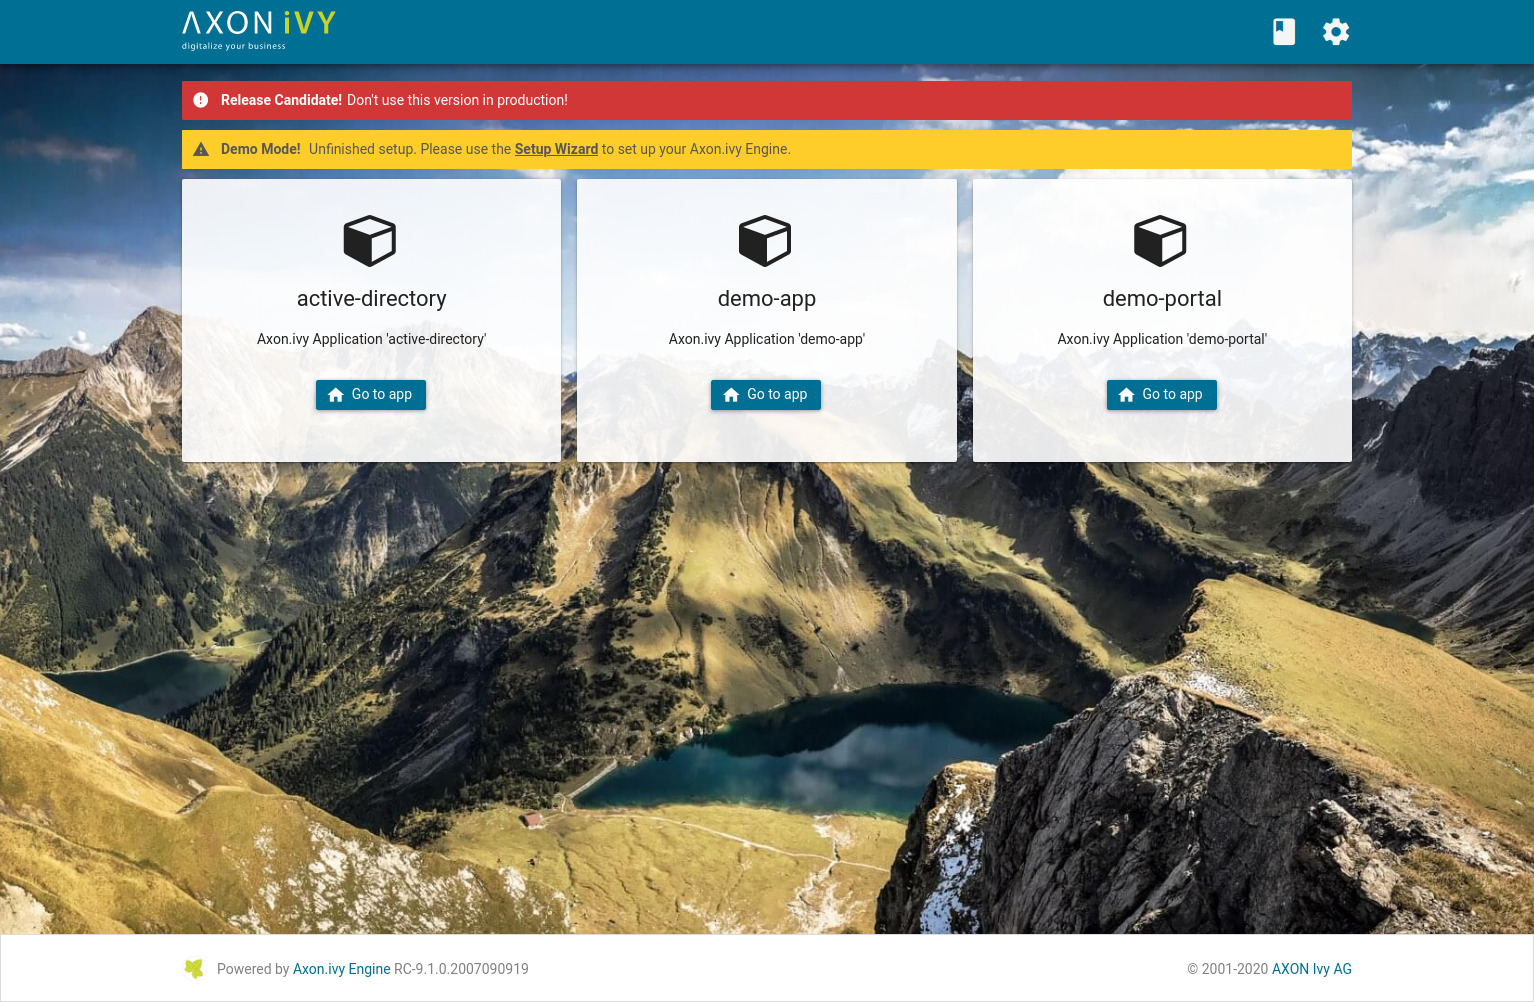 AXON iVY
digitalize your business
Release Candidate! Don't use this version in production!
Demo Mode! Unfinished setup. Please use the Setup Wizard to set up your Axon.ivy Engine.
active-directory
Axon.ivy Application 'active-directory'
Go to app
demo-app
Axon.ivy Application 'demo-app'
Go to app
demo-portal
Axon.ivy Application 'demo-portal'
Go to app
Powered by Axon.ivy Engine RC-9.1.0.2007090919
© 2001-2020 AXON Ivy AG